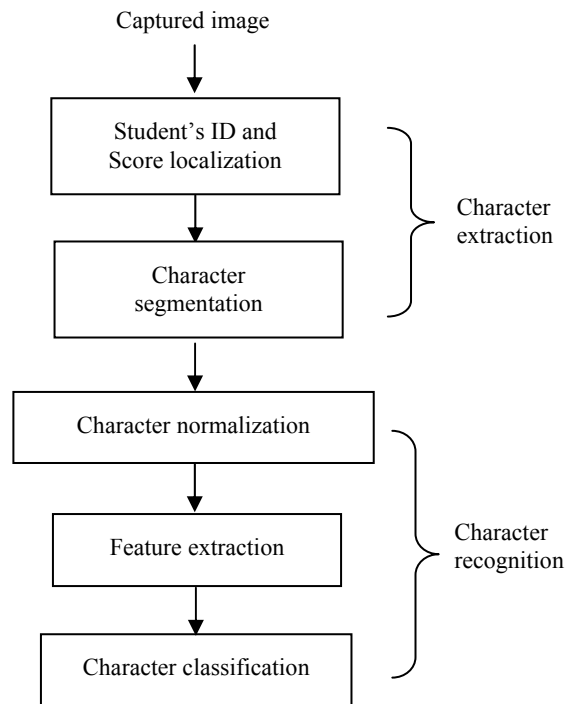 Captured image
Student’s ID and
Score localization
Character
segmentation
Character
extraction
Character normalization
Feature extraction
Character classification
Character
recognition